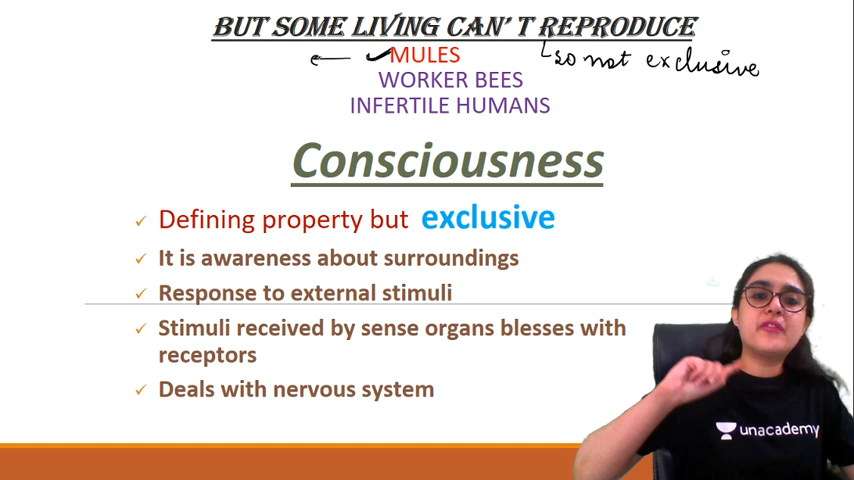 BUT SOME LIVING CAN'T REPRODUCE
MULES
so not exclusive
WORKER BEES
INFERTILE HUMANS
Consciousness
Defining property but exclusive
It is awareness about surroundings
Response to external stimuli
Stimuli received by sense organs blesses with
receptors
Deals with nervous system
unacademy